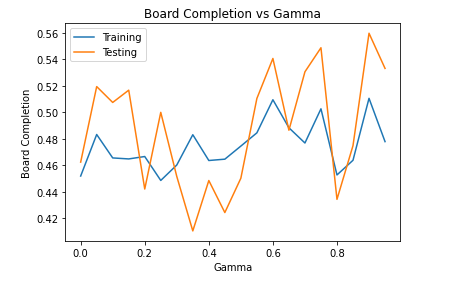 Board Completion vs Gamma
Training
Testing
Board Completion
0.56
0.54
0.52
0.50
0.48
0.46
0.44
0.42
0.0 0.2 0.4 0.6 0.8
Gamma